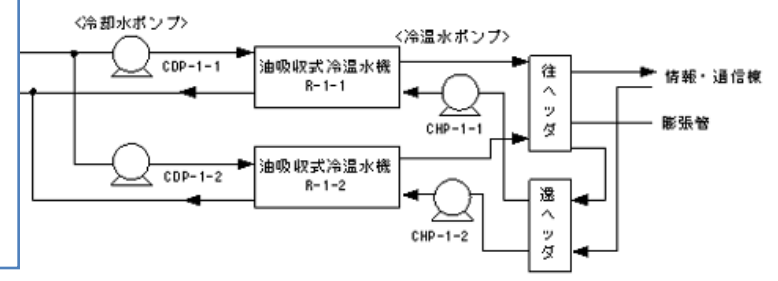 <冷却水ポンプ>
CDP-1-1
油吸収式冷温水機
R-1-1
<冷温水ポンプ>
CHP-1-1
往ヘッダ
情報・通信棟
膨張管
CDP-1-2
油吸収式冷温水機
R-1-2
CHP-1-2
還ヘッダ